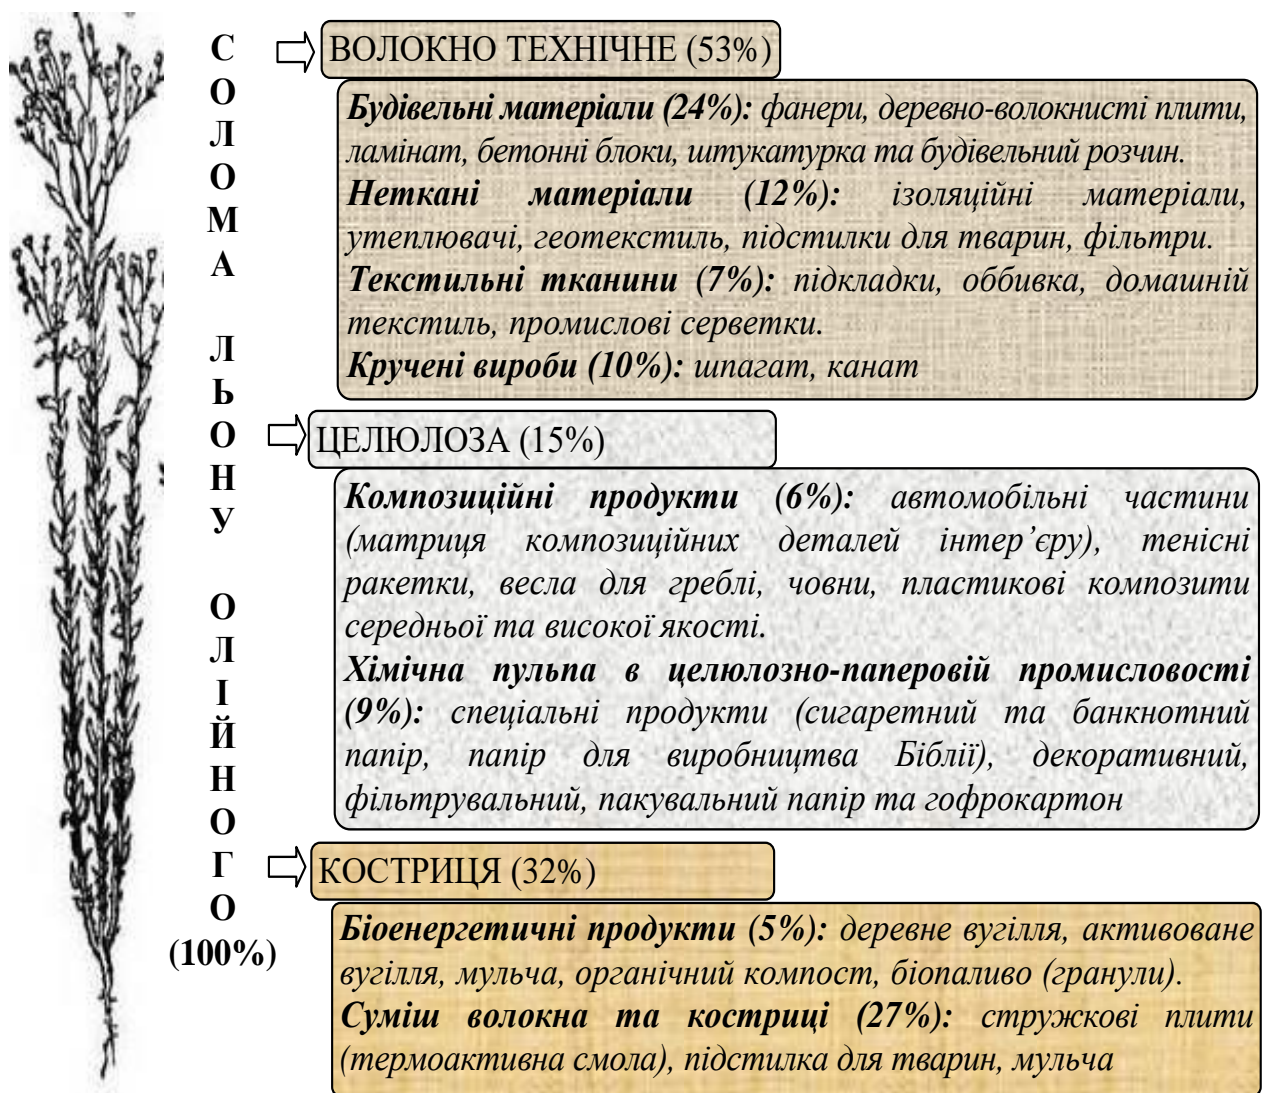 СОЛОМА ЛЬОНУ ОЛІЙНОГО
(100%)
ВОЛОКНО ТЕХНІЧНЕ (53%)
Будівельні матеріали (24%): фанери, деревно-волокнисті плити,
ламінат, бетонні блоки, штукатурка та будівельний розчин.
Неткані матеріали (12%): ізоляційні матеріали,
утеплювачі, геотекстиль, підстилки для тварин, фільтри.
Текстильні тканини (7%): підкладки, оббивка, домашній
текстиль, промислові серветки.
Кручені вироби (10%): шпагат, канат
ЦЕЛЮЛОЗА (15%)
Композиційні продукти (6%): автомобільні частини
(матриця композиційних деталей інтер’єру), тенісні
ракетки, весла для греблі, човни, пластикові композити
середньої та високої якості.
Хімічна пульпа в целюлозно-паперовій промисловості
(9%): спеціальні продукти (сигаретний та банкнотний
папір, папір для виробництва Біблії), декоративний,
фільтрувальний, пакувальний папір та гофрокартон
КОСТРИЦЯ (32%)
Біоенергетичні продукти (5%): деревне вугілля, активоване
вугілля, мульча, органічний компост, біопаливо (гранули).
Суміш волокна та костриці (27%): стружкові плити
(термоактивна смола), підстилка для тварин, мульча